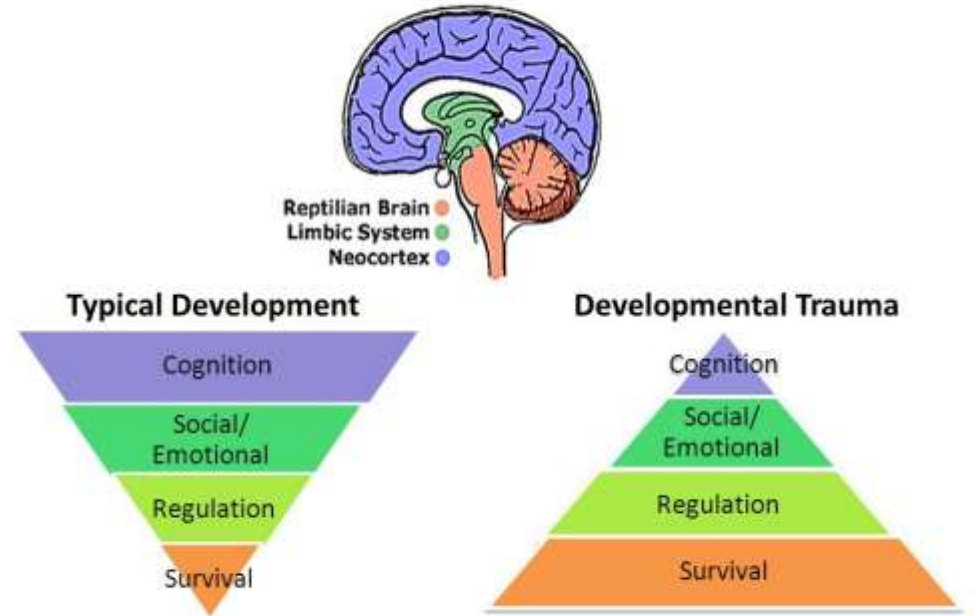 Reptilian Brain
Limbic System
Neocortex
Typical Development
Cognition
Social/
Emotional
Regulation
Survival
Developmental Trauma
Cognition
Social/
Emotional
Regulation
Survival